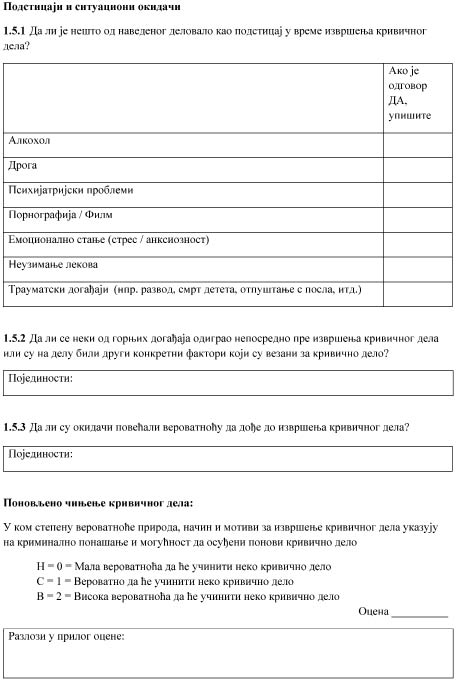 Подстицаји и ситуациони окидачи
1.5.1 Да ли је нешто од наведеног деловало као подстицај у време извршења кривичног
дела?
Ако је
одговор
ДА,
упишите
Алкохол
Дрога
Психијатријски проблеми
Порнографија / Филм
Емоционално стање (стрес / анксиозност)
Неузимање лекова
Трауматски догађаји (нпр. развод, смрт детета, отпуштање с посла, итд.)
1.5.2 Да ли се неки од горњих догађаја одиграо непосредно пре извршења кривичног дела
или су на делу били други конкретни фактори који су везани за кривично дело?
Појединости:
1.5.3 Да ли су окидачи повећали вероватноћу да дође до извршења кривичног дела?
Појединости:
Поновљено чињење кривичног дела:
У ком степену вероватноће природа, начин и мотиви за извршење кривичног дела указују
на криминално понашање и могућност да осуђени понови кривично дело
Н = 0 = Мала вероватноћа да ће учинити неко кривично дело
С = 1 = Вероватно да ће учинити неко кривично дело
В = 2 = Висока вероватноћа да ће учинити неко кривично дело
Оцена __________
Разлози у прилог оцене: